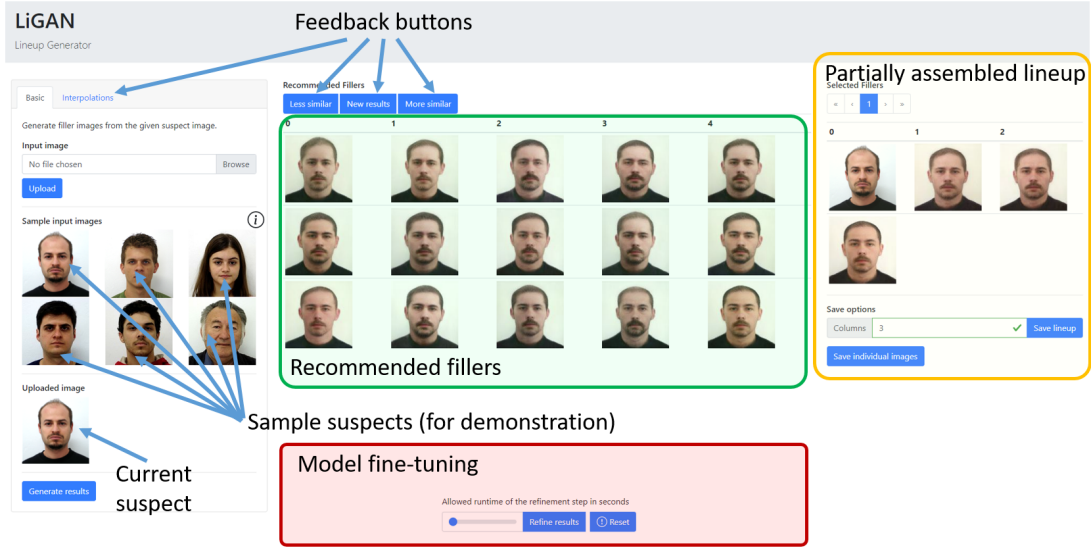 LiGAN
Lineup Generator
Feedback buttons
Basic
Interpolations
Generate filler images from the given suspect image.
Input image
No file chosen
Browse
Upload
Sample input images
i
Uploaded image
Current
suspect
Generate results
Recommended Fillers
Less similar
New results
More similar
0
1
2
3
4
Recommended fillers
Sample suspects (for demonstration)
Model fine-tuning
Allowed runtime of the refinement step in seconds
Refine results
Reset
Partially assembled lineup
Selected Fillers
« ‹ 1 › »
0
1
2
Save options
Columns
3
Save lineup
Save individual images